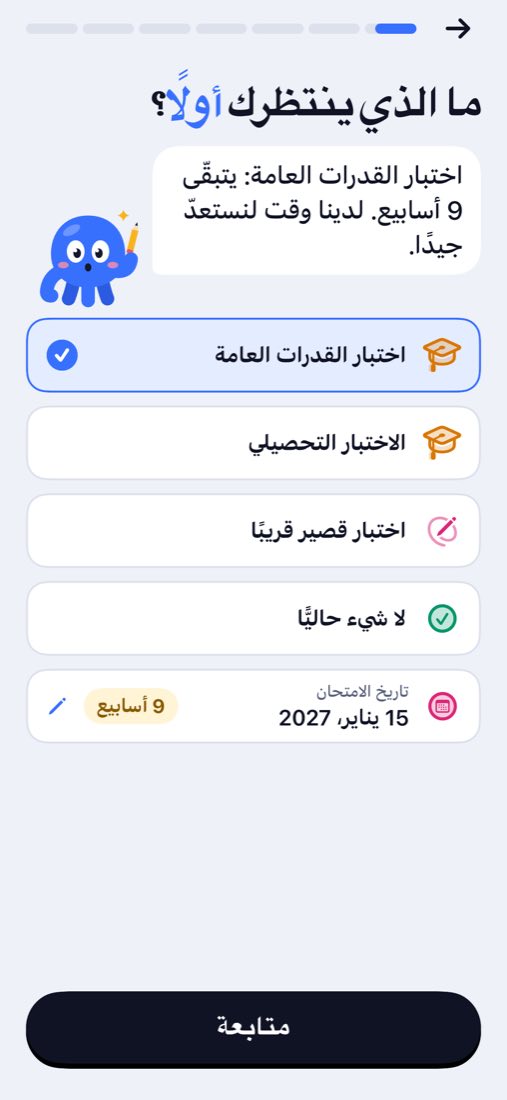 ما الذي ينتظرك أولًا؟
اختبار القدرات العامة: يتبقّى
9 أسابيع. لدينا وقت لنستعدّ
جيدًا.
اختبار القدرات العامة
الاختبار التحصيلي
اختبار قصير قريبًا
لا شيء حاليًّا
تاريخ الامتحان
15 يناير، 2027
9 أسابيع
متابعة